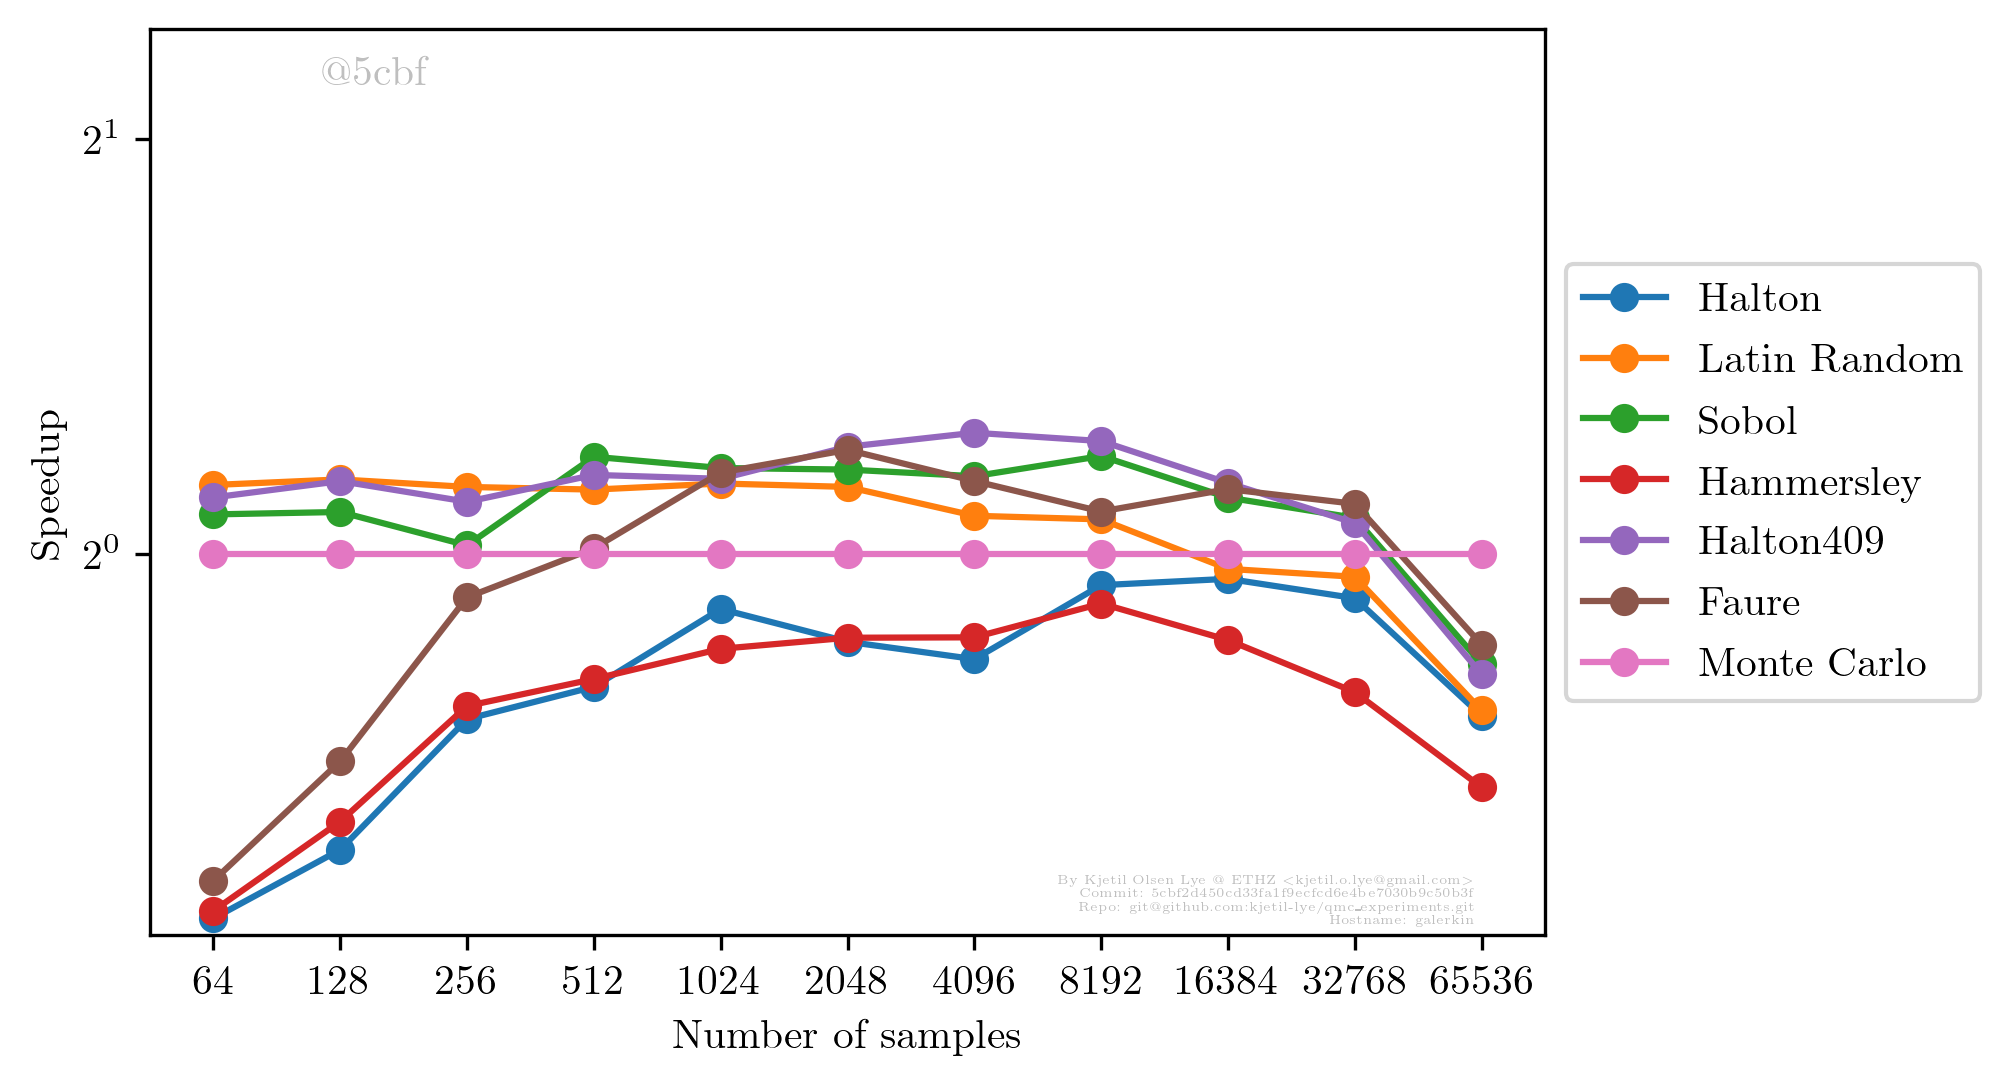 @5cbf
2^1
2^0
Speedup
64 128 256 512 1024 2048 4096 8192 16384 32768 65536
Number of samples
Halton
Latin Random
Sobol
Hammersley
Halton409
Faure
Monte Carlo
By Kjetil Olsen Lye @ ETHZ <kjetil.o.lye@gmail.com>
Commit: 5cbf2d450cd33fa1f9ecfcd6e4be7030b9c50b3f
Repo: git@github.com:kjetil-lye/qmc_experiments.git
Hostname: galerkin